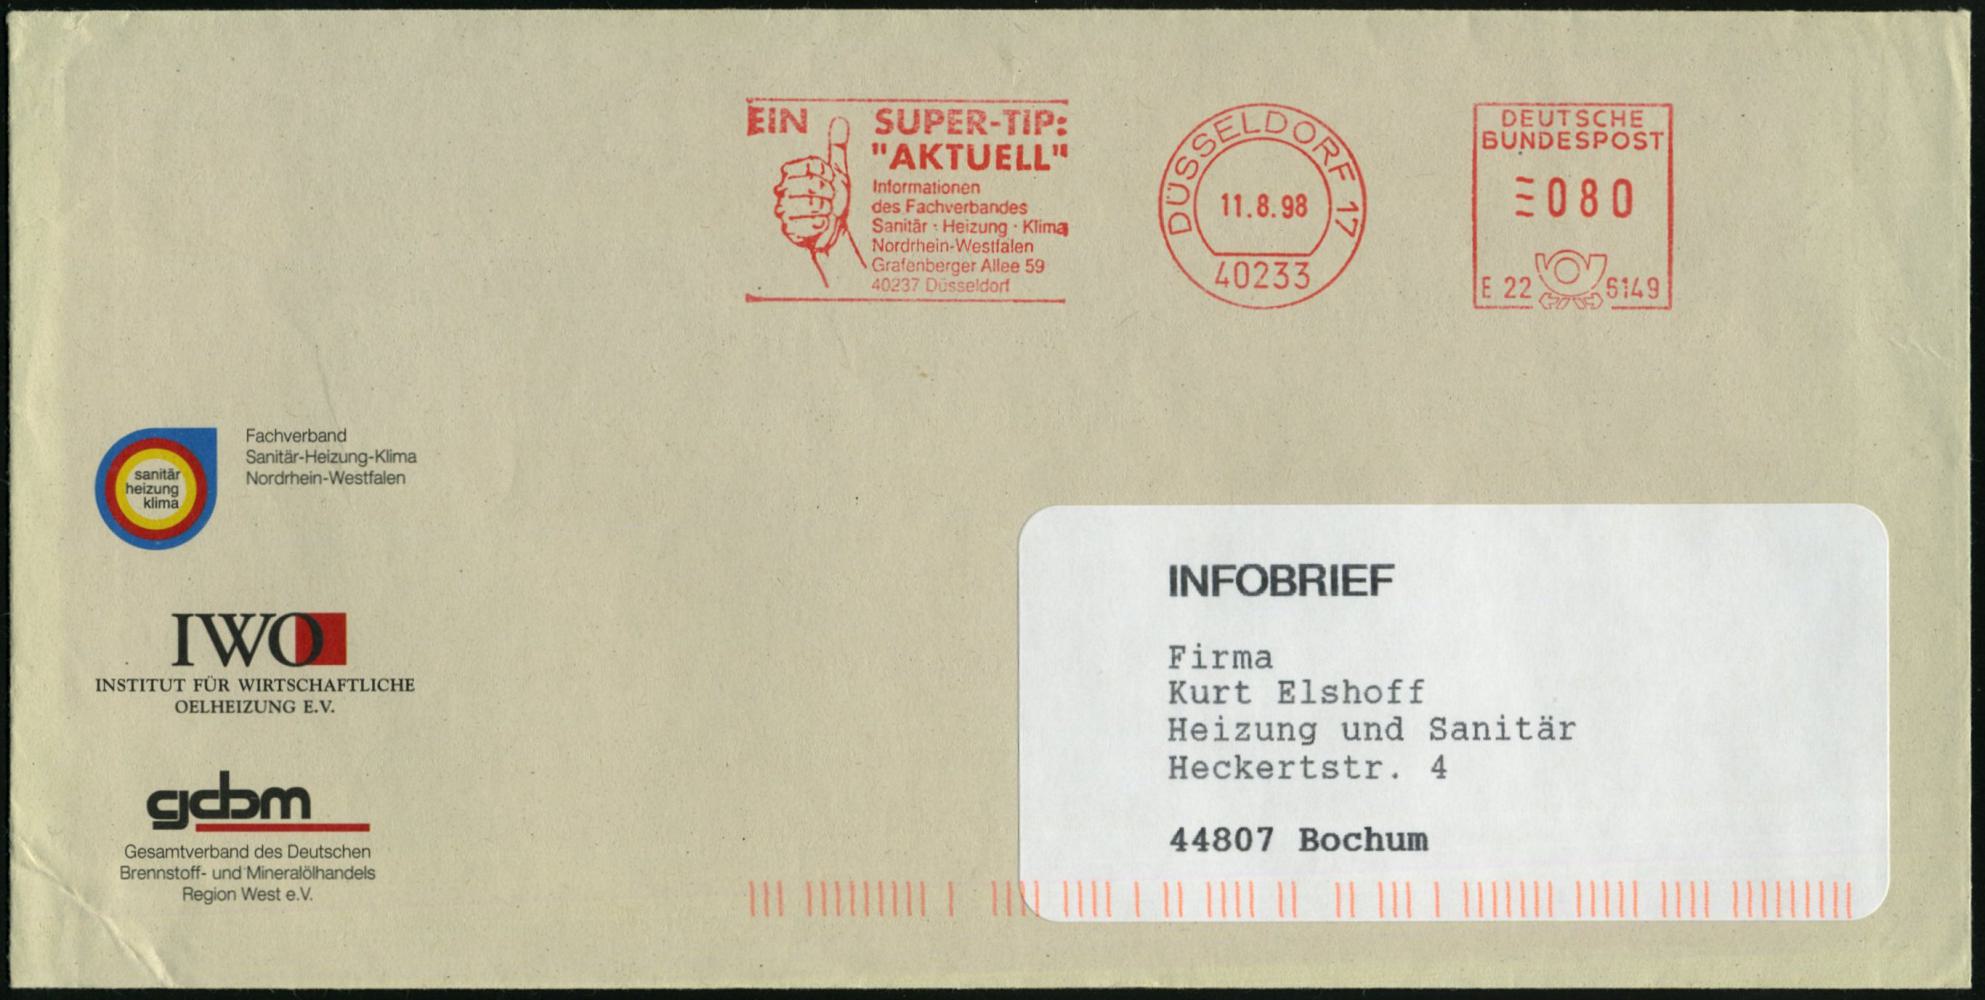 EIN SUPER-TIP:
"AKTUELL"
Informationen
des Fachverbandes
Sanitär · Heizung · Klima
Nordrhein-Westfalen
Grafenberger Allee 59
40237 Düsseldorf
DÜSSELDORF 17
11.8.98
40233
DEUTSCHE
BUNDESPOST
080
E 22 6149
sanitär
heizung
klima
Fachverband
Sanitär-Heizung-Klima
Nordrhein-Westfalen
IWO
INSTITUT FÜR WIRTSCHAFTLICHE
OELHEIZUNG E.V.
gdbm
Gesamtverband des Deutschen
Brennstoff- und Mineralölhandels
Region West e.V.
INFOBRIEF
Firma
Kurt Elshoff
Heizung und Sanitär
Heckertstr. 4
44807 Bochum